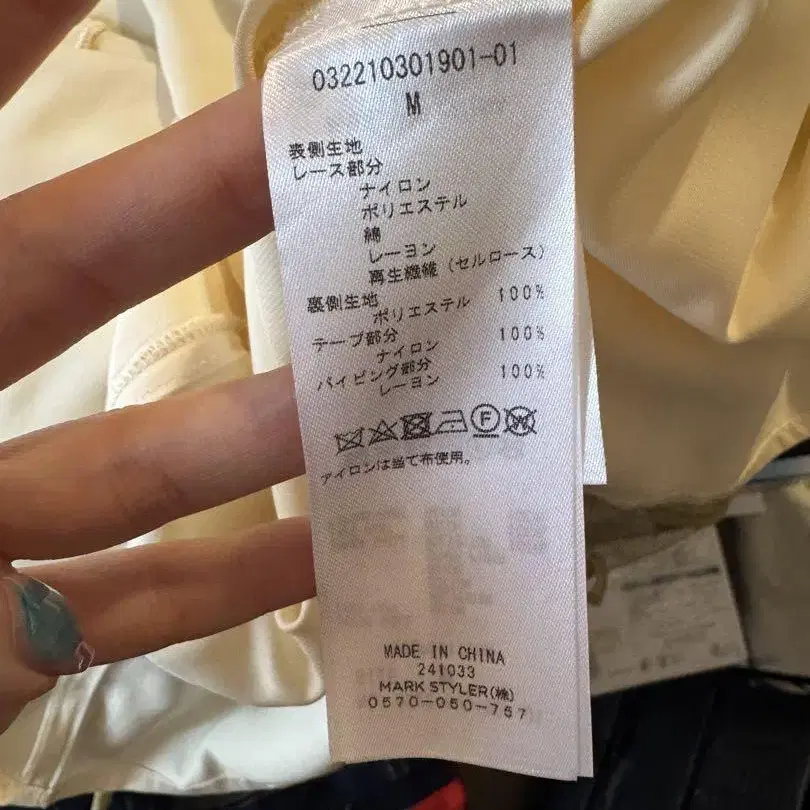 032210301901-01
M
表側生地
レース部分
ナイロン
ポリエステル
綿
レーヨン
再生繊維(セルロース)
裏側生地
ポリエステル 100%
テープ部分
ナイロン 100%
パイピング部分
レーヨン 100%
F W
アイロンは当て布使用。
MADE IN CHINA
241033
MARK STYLER(株)
0570-050-757